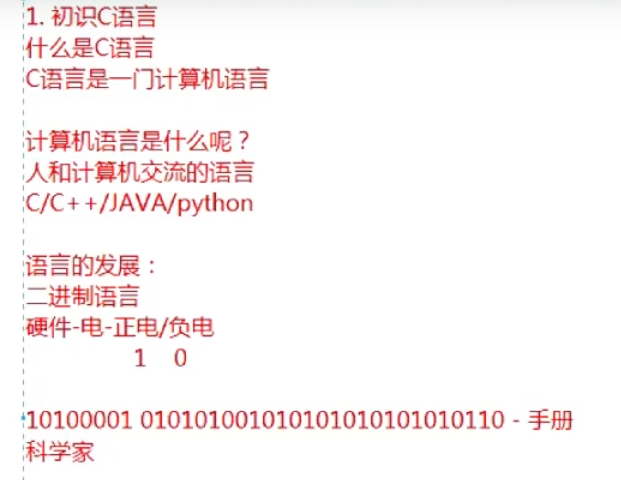 1. 初识C语言
什么是C语言
C语言是一门计算机语言
计算机语言是什么呢？
人和计算机交流的语言
C/C++/JAVA/python
语言的发展：
二进制语言
硬件-电-正电/负电
1 0
10100001 010101001010101010101010110 - 手册
科学家